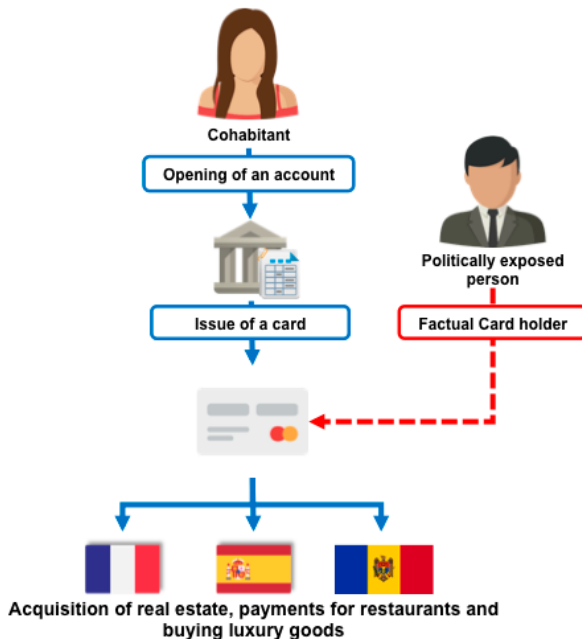 Cohabitant
Opening of an account
Politically exposed
person
Issue of a card
Factual Card holder
Acquisition of real estate, payments for restaurants and
buying luxury goods